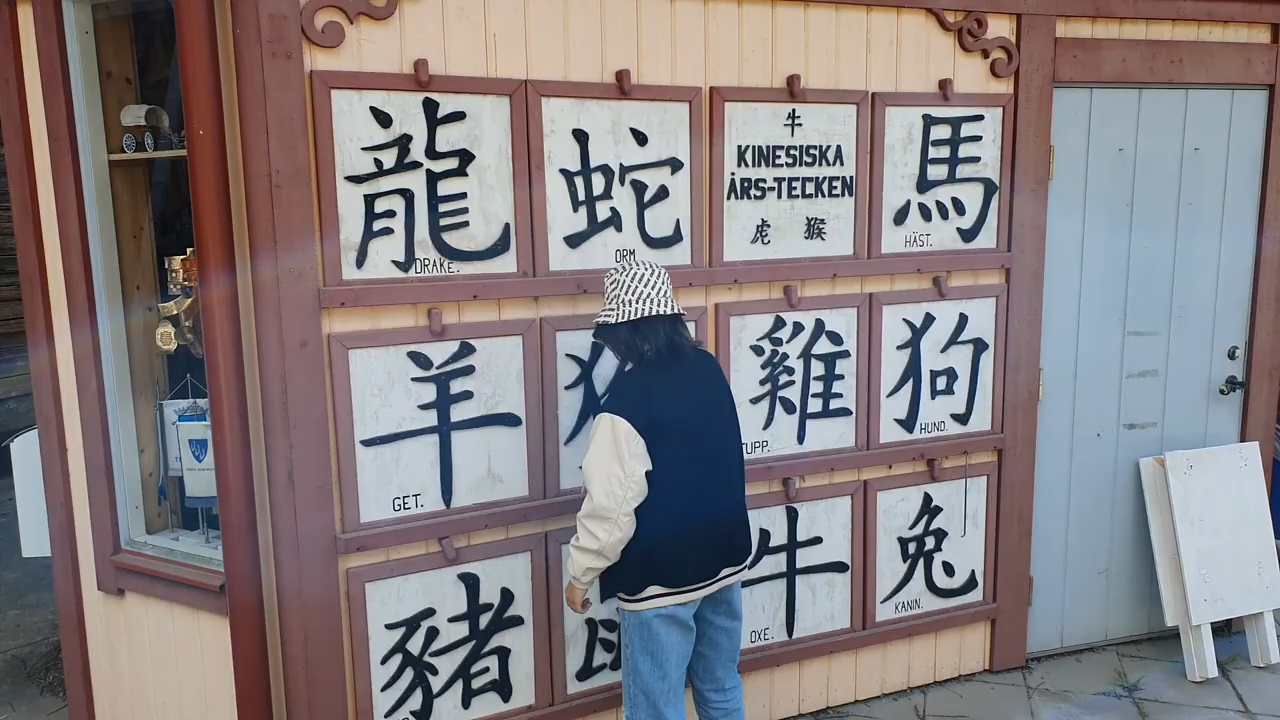 龍
DRAKE.
蛇
ORM
牛
KINESISKA
ÅRS-TECKEN
虎 猴
馬
HÄST.
羊
GET.
雞
TUPP.
狗
HUND.
豬
牛
OXE.
兔
KANIN.